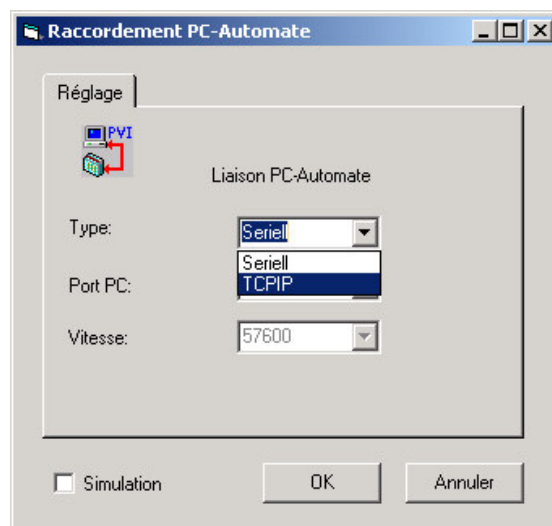 Raccordement PC-Automate
Réglage
PVI
Liaison PC-Automate
Type:
Seriell
Seriell
TCPIP
Port PC:
Vitesse:
57600
Simulation
OK
Annuler